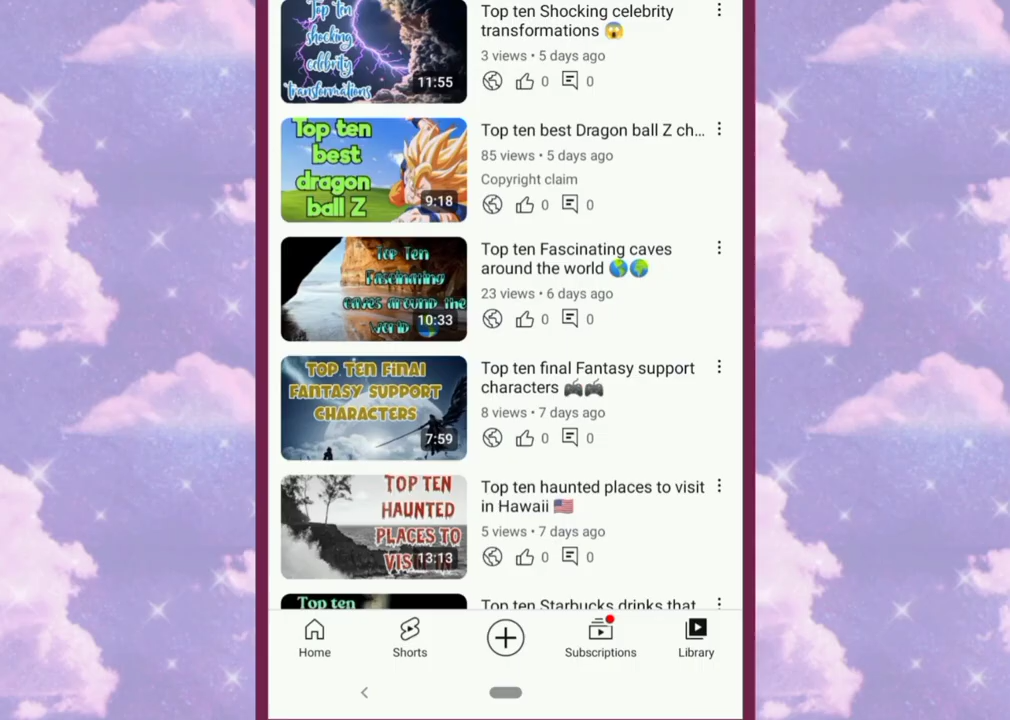 Top ten
shocking
celbrity
transformations
11:55
Top ten Shocking celebrity
transformations 😱
3 views • 5 days ago
0 0
Top ten
best
dragon
ball Z
9:18
Top ten best Dragon ball Z ch...
85 views • 5 days ago
Copyright claim
0 0
Top Ten
Fascinating
caves around the
world
10:33
Top ten Fascinating caves
around the world 🌎🌍
23 views • 6 days ago
0 0
TOP TEN FINAl
FANTASY SUPPORT
CHARACTERS
7:59
Top ten final Fantasy support
characters 🎮🎮
8 views • 7 days ago
0 0
TOP TEN
HAUNTED
PLACES TO
13:13
Top ten haunted places to visit
in Hawaii 🇺🇸
5 views • 7 days ago
0 0
Top ten
Top ten Starbucks drinks that
Home
Shorts
Subscriptions
Library